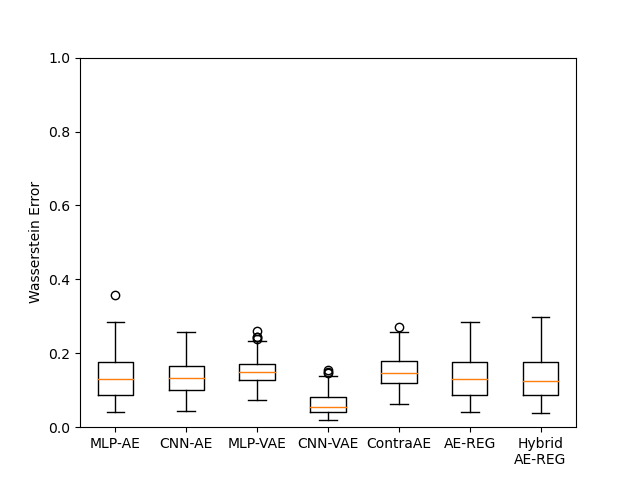 1.0
0.8
0.6
0.4
0.2
0.0
Wasserstein Error
MLP-AE CNN-AE MLP-VAE CNN-VAE ContraAE AE-REG Hybrid
AE-REG